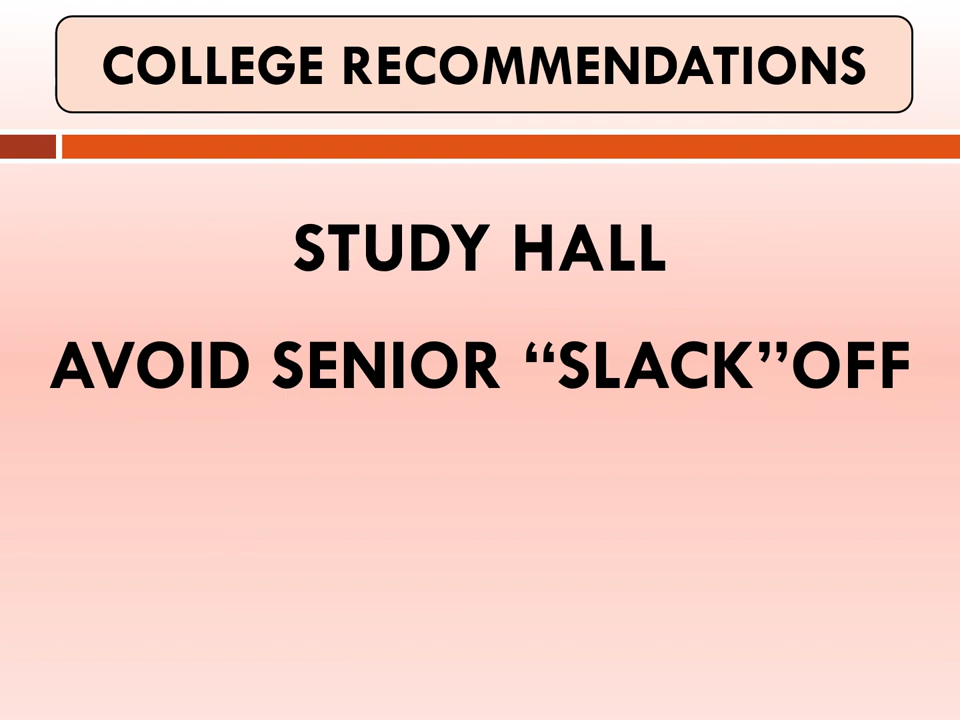 COLLEGE RECOMMENDATIONS
STUDY HALL
AVOID SENIOR “SLACK”OFF